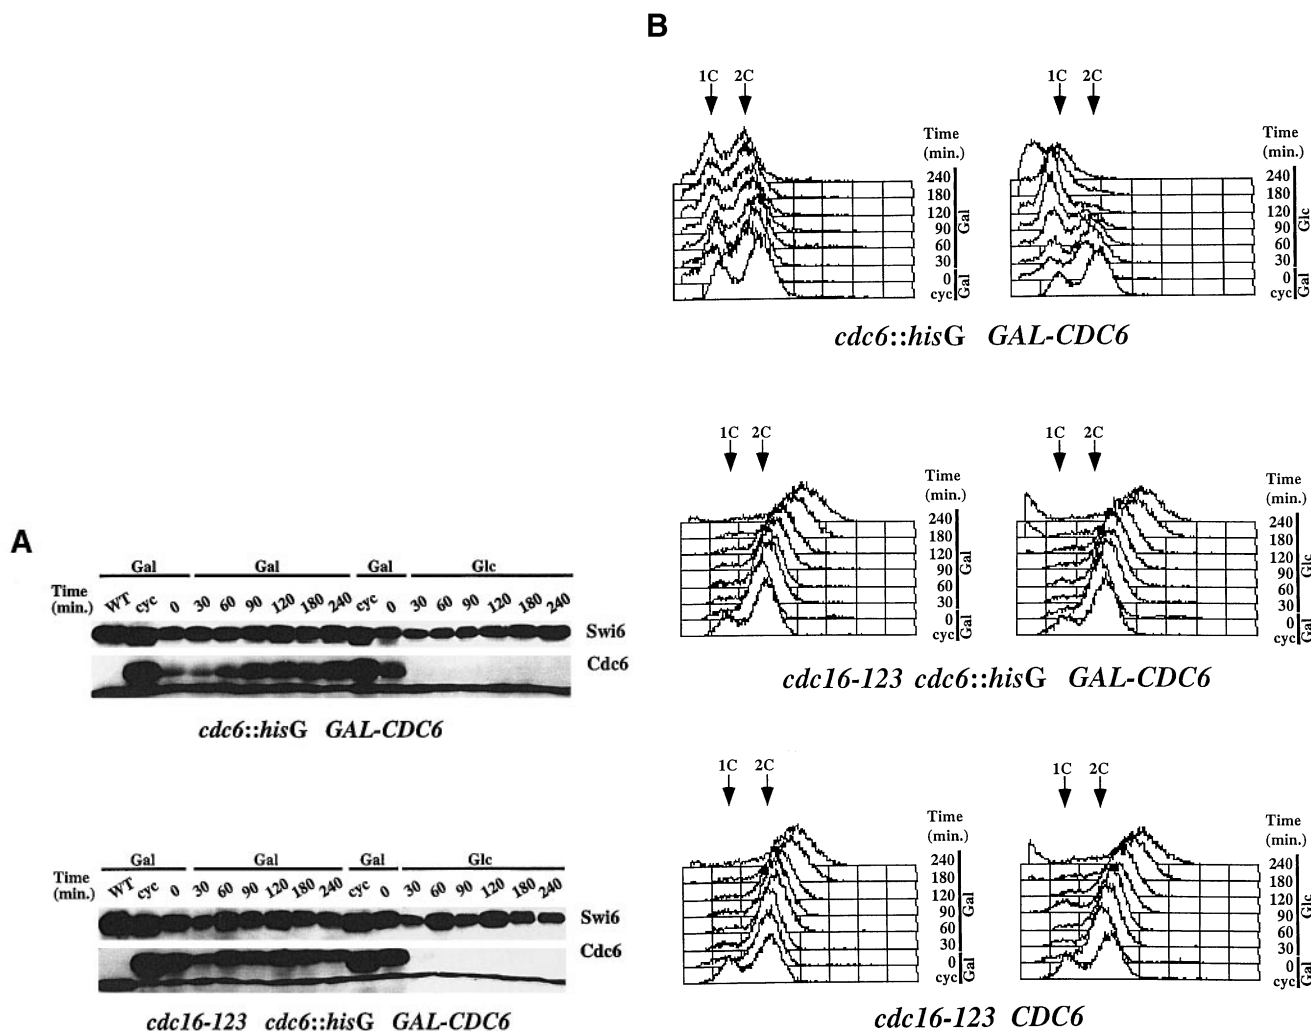 B
1C 2C
Time
(min.)
240
180
120
90
60
30
0
cyc
Gal
Gal
1C 2C
Time
(min.)
240
180
120
90
60
30
0
cyc
Glc
Gal
cdc6::hisG GAL-CDC6
1C 2C
Time
(min.)
240
180
120
90
60
30
0
cyc
Gal
Gal
1C 2C
Time
(min.)
240
180
120
90
60
30
0
cyc
Glc
Gal
cdc16-123 cdc6::hisG GAL-CDC6
1C 2C
Time
(min.)
240
180
120
90
60
30
0
cyc
Gal
Gal
1C 2C
Time
(min.)
240
180
120
90
60
30
0
cyc
Glc
Gal
cdc16-123 CDC6
A
Gal Gal Gal Glc
Time
(min.) WT cyc 0 30 60 90 120 180 240 cyc 0 30 60 90 120 180 240
Swi6
Cdc6
cdc6::hisG GAL-CDC6
Gal Gal Gal Glc
Time
(min.) WT cyc 0 30 60 90 120 180 240 cyc 0 30 60 90 120 180 240
Swi6
Cdc6
cdc16-123 cdc6::hisG GAL-CDC6